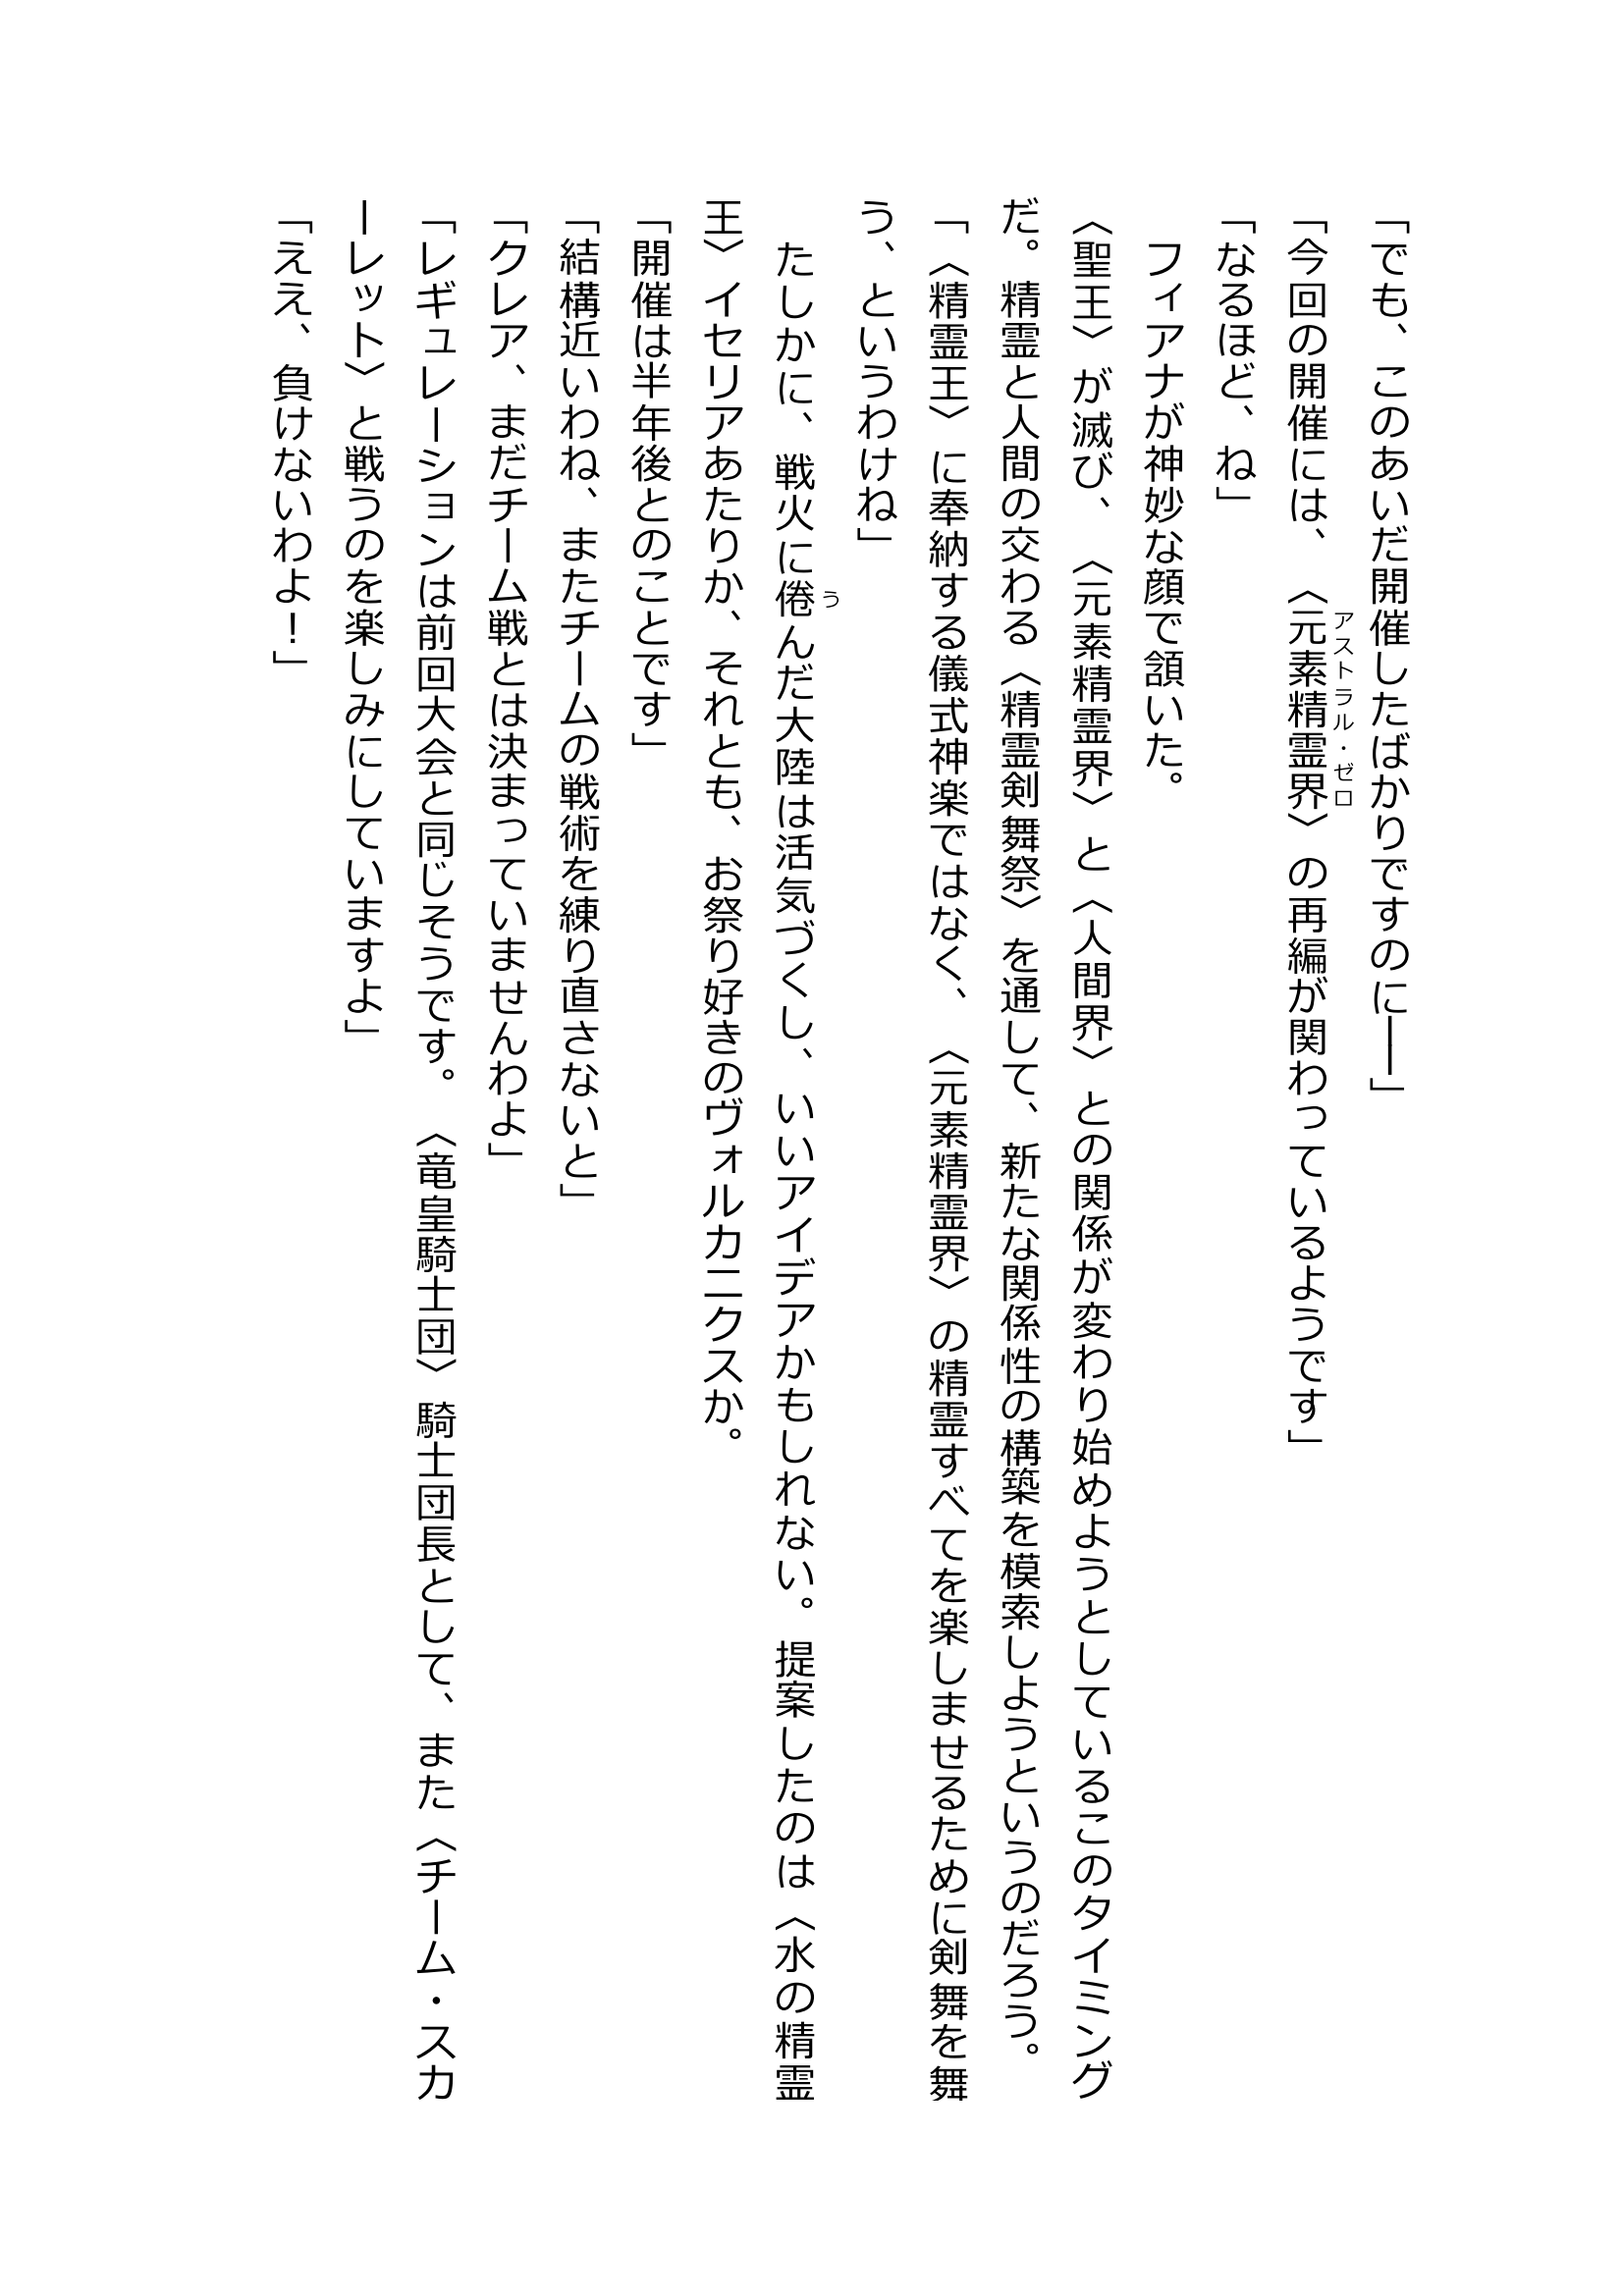 「でも、このあいだ開催したばかりですのに――」
「今回の開催には、〈元素精霊界〉の再編が関わっているようです」
アストラル・ゼロ
「なるほど、ね」
　フィアナが神妙な顔で頷いた。
〈聖王〉が滅び、〈元素精霊界〉と〈人間界〉との関係が変わり始めようとしているこのタイミング
だ。精霊と人間の交わる〈精霊剣舞祭〉を通して、新たな関係性の構築を模索しようというのだろう。
「〈精霊王〉に奉納する儀式神楽ではなく、〈元素精霊界〉の精霊すべてを楽しませるために剣舞を舞
う、というわけね」
　たしかに、戦火に倦んだ大陸は活気づくし、いいアイデアかもしれない。提案したのは〈水の精霊
う
王〉イセリアあたりか、それとも、お祭り好きのヴォルカニクスか。
「開催は半年後とのことです」
「結構近いわね、またチームの戦術を練り直さないと」
「クレア、まだチーム戦とは決まっていませんわよ」
「レギュレーションは前回大会と同じそうです。〈竜皇騎士団〉騎士団長として、また〈チーム・スカ
ーレット〉と戦うのを楽しみにしていますよ」
「ええ、負けないわよ！」